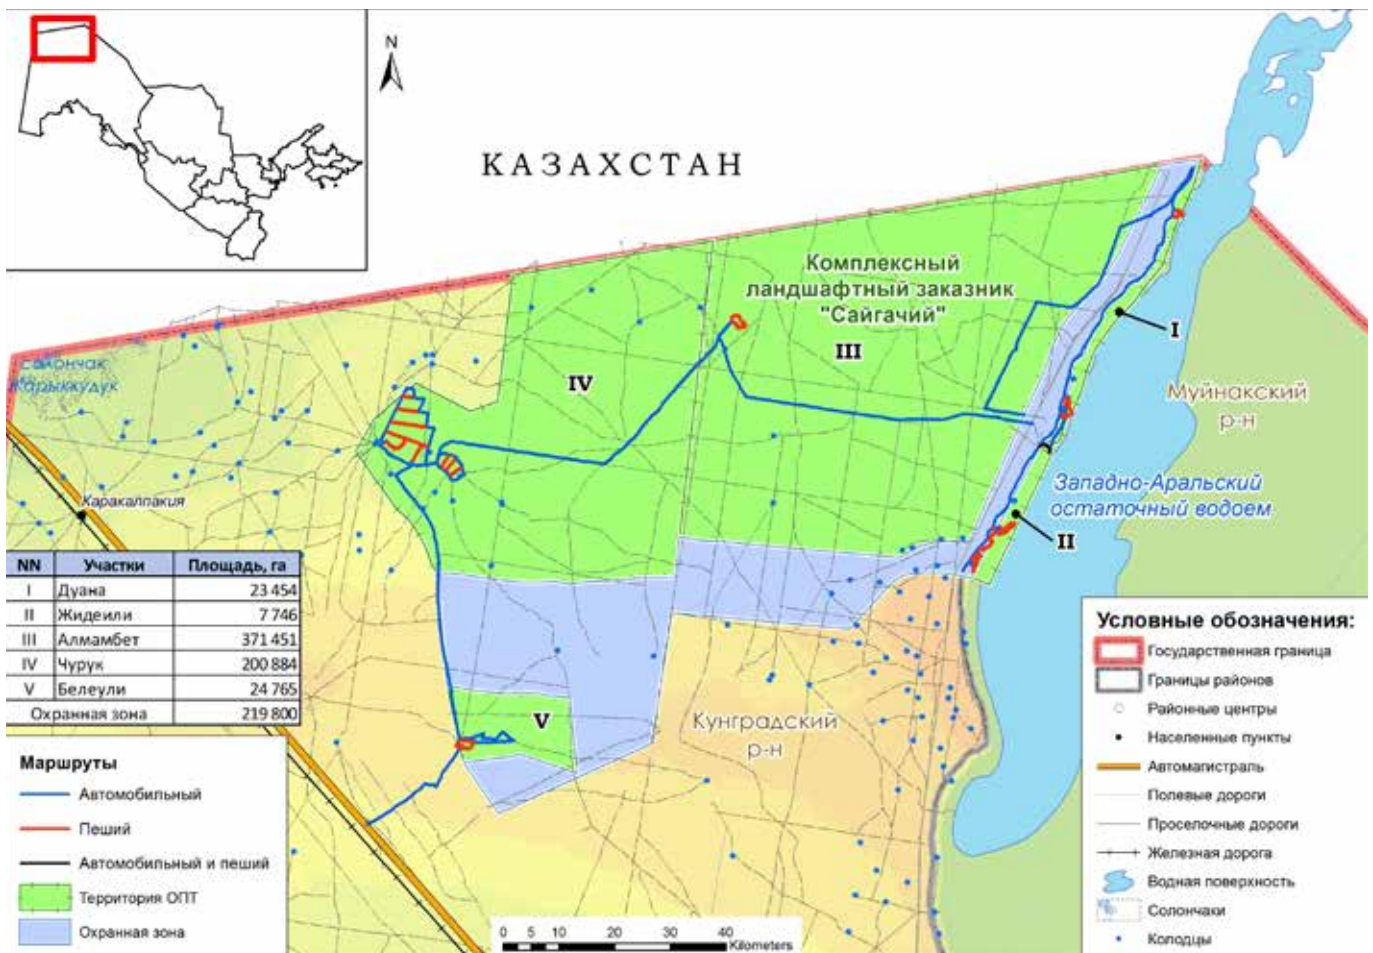 N
КАЗАХСТАН
Комплексный
ландшафтный заказник
"Сайгачий"
I
III
IV
солончак
Карыккудук
Муйнакский
р-н
Каракалпакия
Западно-Аральский
остаточный водоем
II
NN Участки Площадь, га
I Дуана 23 454
II Жидеили 7 746
III Алмамбет 371 451
IV Чурук 200 884
V Белеули 24 765
Охранная зона 219 800
V
Кунградский
р-н
Маршруты
Автомобильный
Пеший
Автомобильный и пеший
Территория ОПТ
Охранная зона
0 5 10 20 30 40
Kilometers
Условные обозначения:
Государственная граница
Границы районов
Районные центры
Населенные пункты
Автомагистраль
Полевые дороги
Проселочные дороги
Железная дорога
Водная поверхность
Солончаки
Колодцы